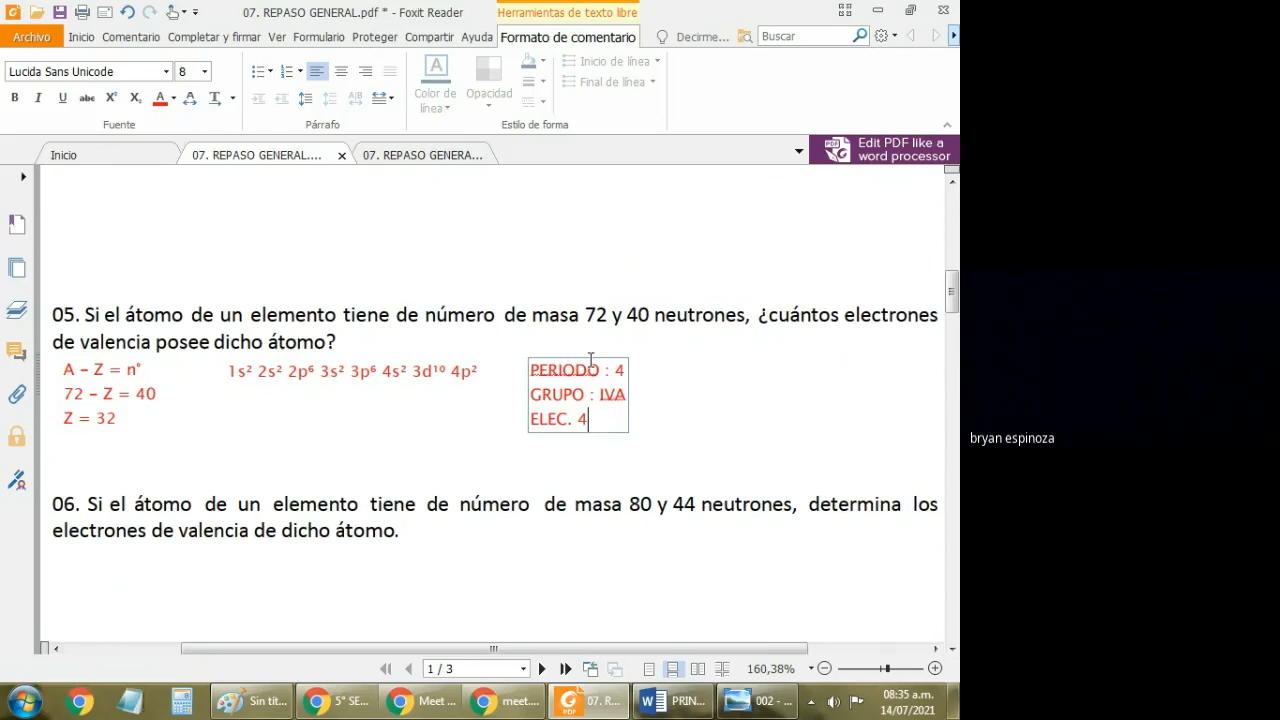 07. REPASO GENERAL.pdf * - Foxit Reader
Herramientas de texto libre
Archivo Inicio Comentario Completar y firmar Ver Formulario Proteger Compartir Ayuda Formato de comentario Decirme... Buscar
Lucida Sans Unicode 8
Fuente
Párrafo
Color de línea
Opacidad
Inicio de línea
Final de línea
Estilo de forma
Inicio
07. REPASO GENERAL....
07. REPASO GENERA...
Edit PDF like a
word processor
05. Si el átomo de un elemento tiene de número de masa 72 y 40 neutrones, ¿cuántos electrones
de valencia posee dicho átomo?
A – Z = n°
72 – Z = 40
Z = 32
1s² 2s² 2p⁶ 3s² 3p⁶ 4s² 3d¹⁰ 4p²
PERIODO : 4
GRUPO : IVA
ELEC. 4
06. Si el átomo de un elemento tiene de número de masa 80 y 44 neutrones, determina los
electrones de valencia de dicho átomo.
bryan espinoza
1 / 3
160,38%
Sin tít...
5° SE...
Meet ...
meet....
07. R...
PRIN...
002 - ...
08:35 a.m.
14/07/2021